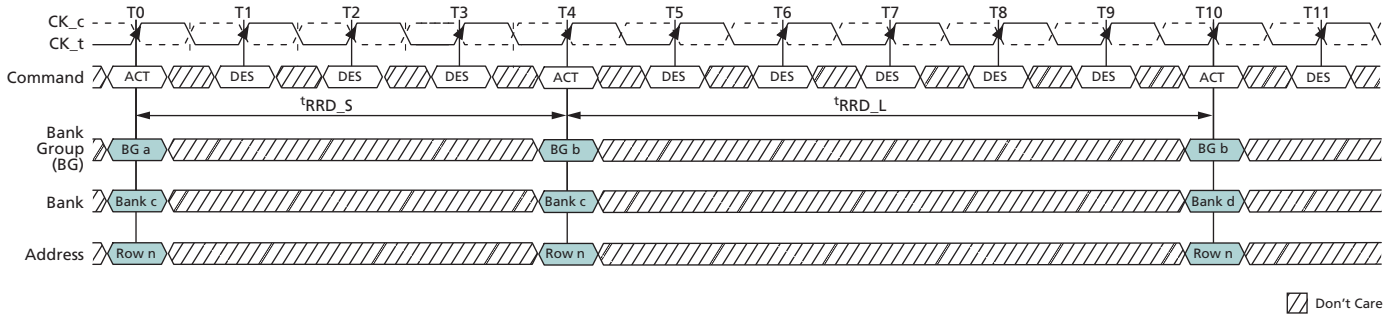 T0 T1 T2 T3 T4 T5 T6 T7 T8 T9 T10 T11
CK_c
CK_t
Command ACT DES DES DES ACT DES DES DES DES DES ACT DES
tRRD_S tRRD_L
Bank
Group
(BG)
BG a BG b BG b
Bank Bank c Bank c Bank d
Address Row n Row n Row n
Don't Care